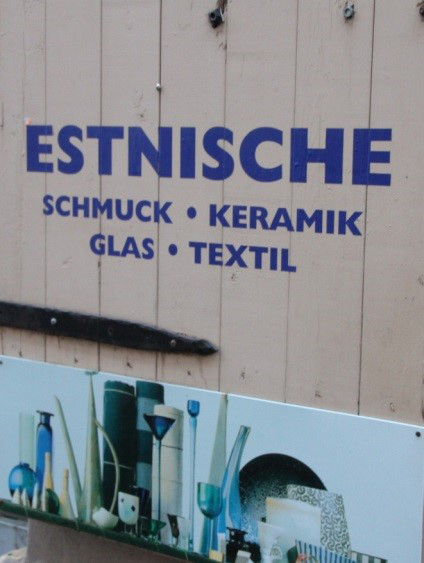 ESTNISCHE
SCHMUCK • KERAMIK
GLAS • TEXTIL